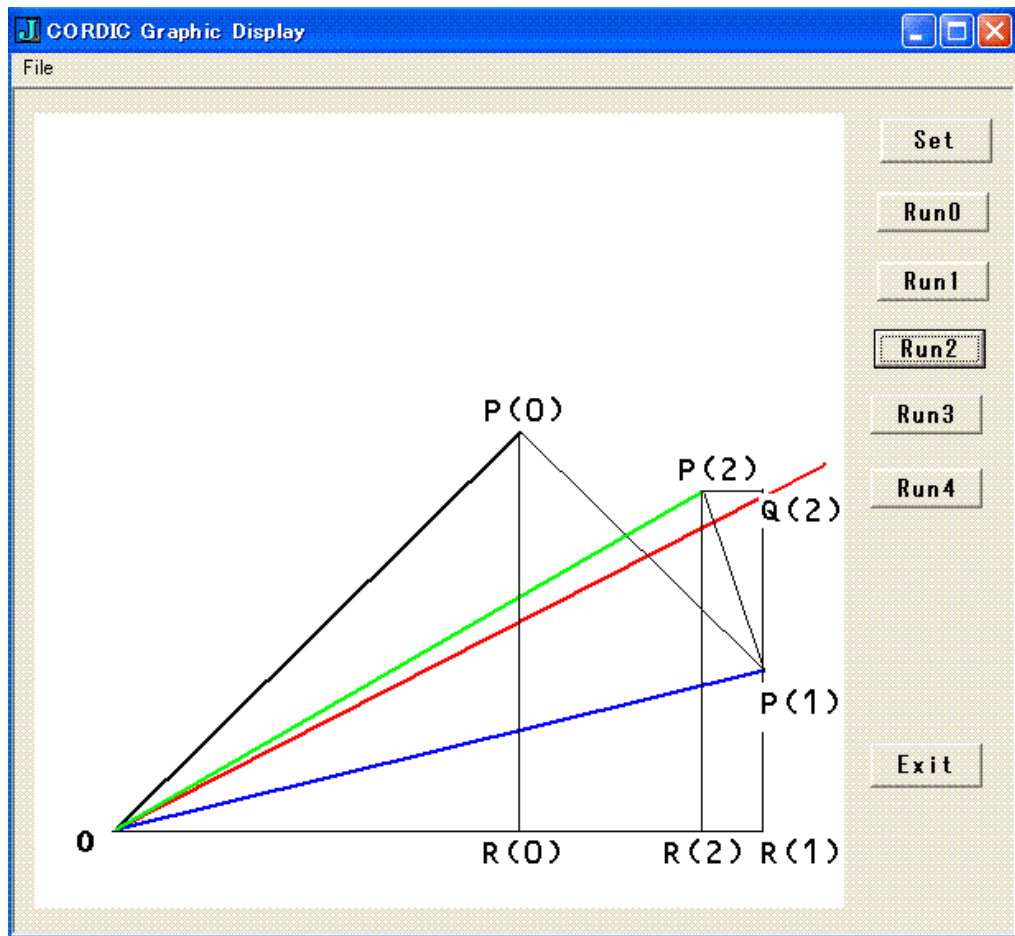 CORDIC Graphic Display
File
Set
Run0
Run1
Run2
Run3
Run4
Exit
P(0)
P(2)
Q(2)
P(1)
O
R(0) R(2) R(1)